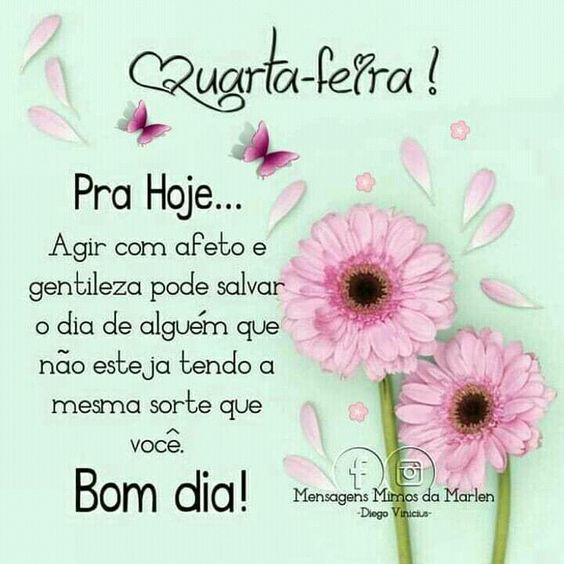 Quarta-feira!
Pra Hoje...
Agir com afeto e
gentileza pode salvar
o dia de alguém que
não esteja tendo a
mesma sorte que
você.
Bom dia!
Mensagens Mimos da Marlen
-Diego Vinicius-